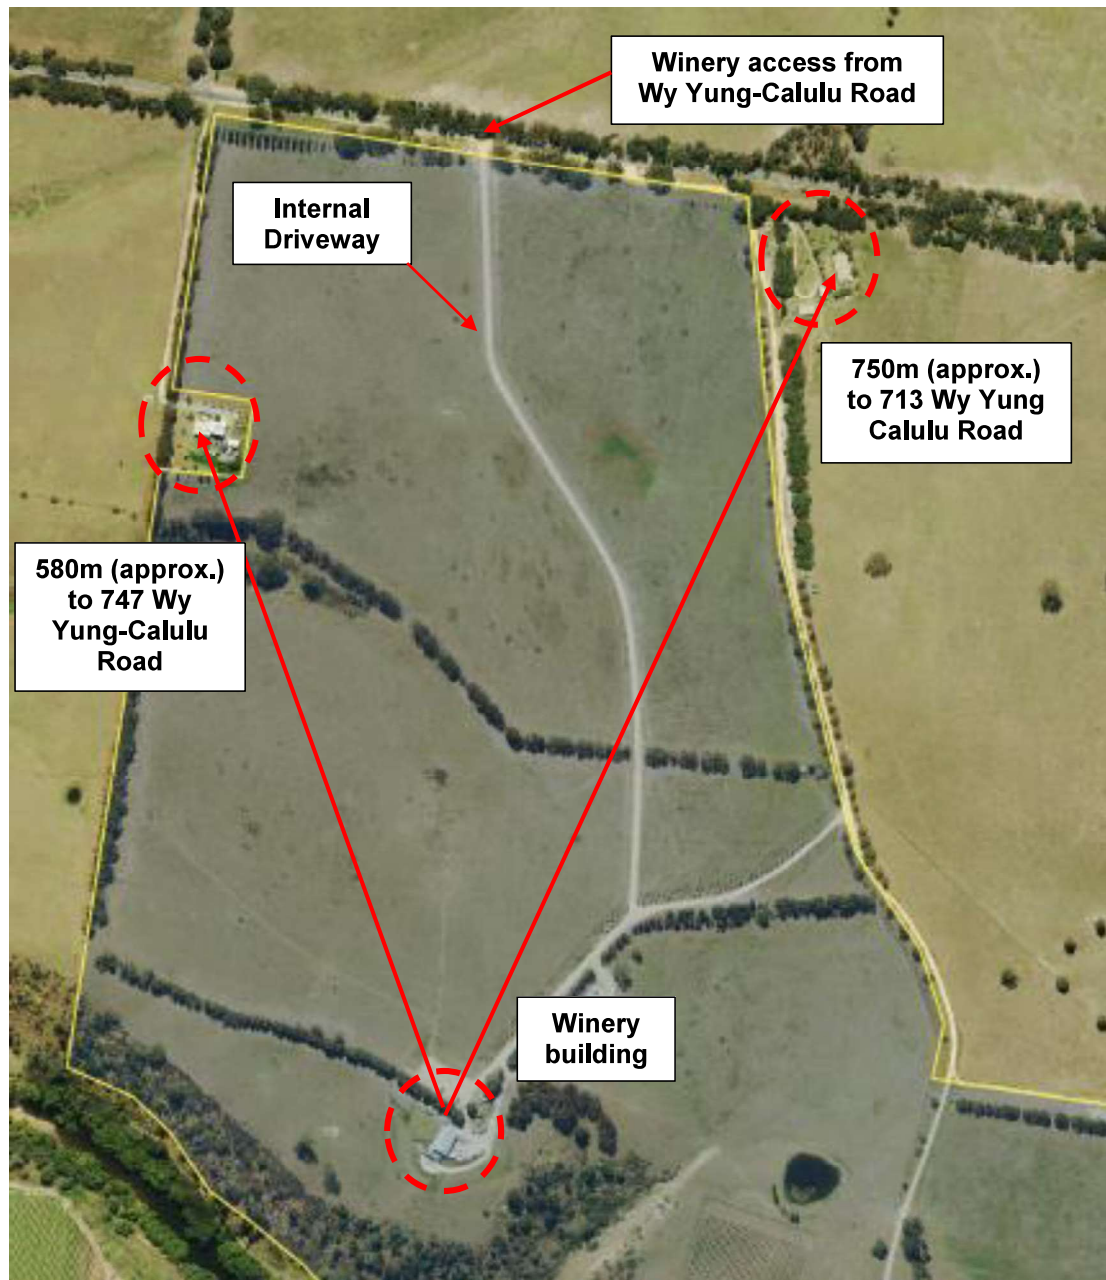 Winery access from
Wy Yung-Calulu Road
Internal
Driveway
750m (approx.)
to 713 Wy Yung
Calulu Road
580m (approx.)
to 747 Wy
Yung-Calulu
Road
Winery
building